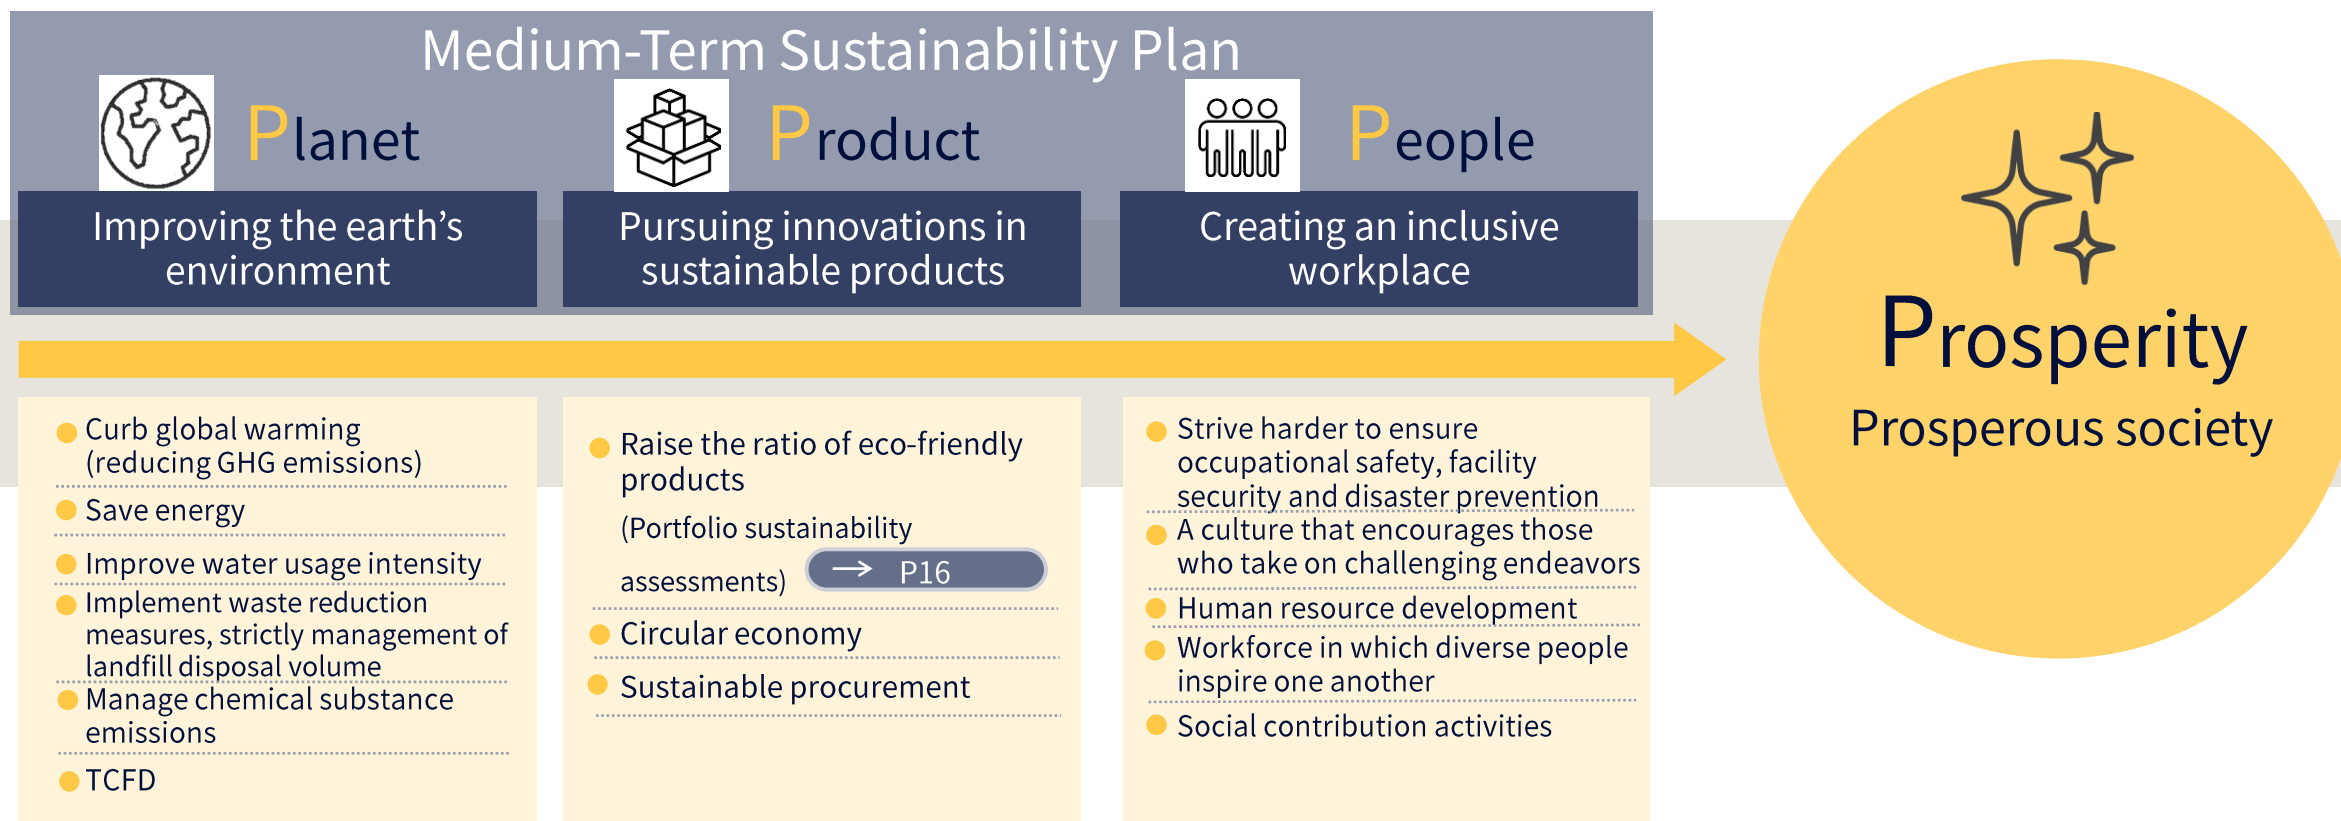 Medium-Term Sustainability Plan
Planet
Improving the earth’s
environment
Product
Pursuing innovations in
sustainable products
People
Creating an inclusive
workplace
Curb global warming
(reducing GHG emissions)
Save energy
Improve water usage intensity
Implement waste reduction
measures, strictly management of
landfill disposal volume
Manage chemical substance
emissions
TCFD
Raise the ratio of eco-friendly
products
(Portfolio sustainability
assessments) → P16
Circular economy
Sustainable procurement
Strive harder to ensure
occupational safety, facility
security and disaster prevention
A culture that encourages those
who take on challenging endeavors
Human resource development
Workforce in which diverse people
inspire one another
Social contribution activities
Prosperity
Prosperous society